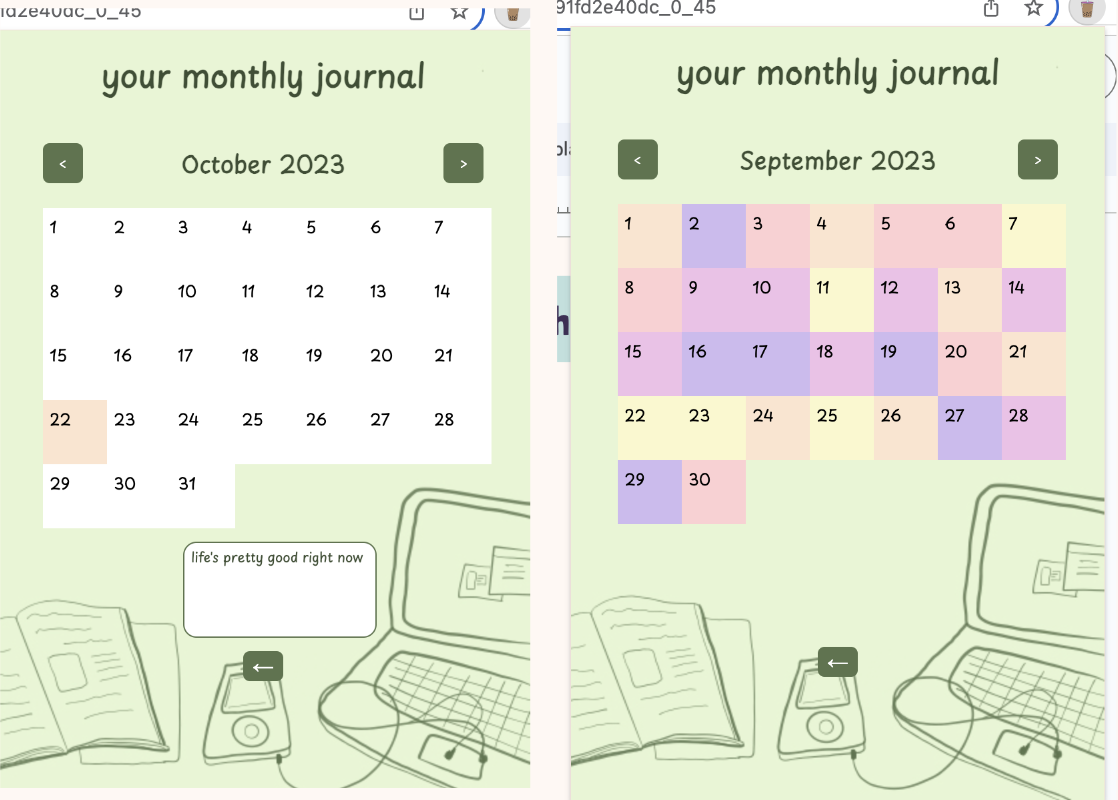 fd2e40dc_0_45
your monthly journal
< October 2023 >
1 2 3 4 5 6 7
8 9 10 11 12 13 14
15 16 17 18 19 20 21
22 23 24 25 26 27 28
29 30 31
life's pretty good right now
←
91fd2e40dc_0_45
your monthly journal
< September 2023 >
1 2 3 4 5 6 7
8 9 10 11 12 13 14
15 16 17 18 19 20 21
22 23 24 25 26 27 28
29 30
←